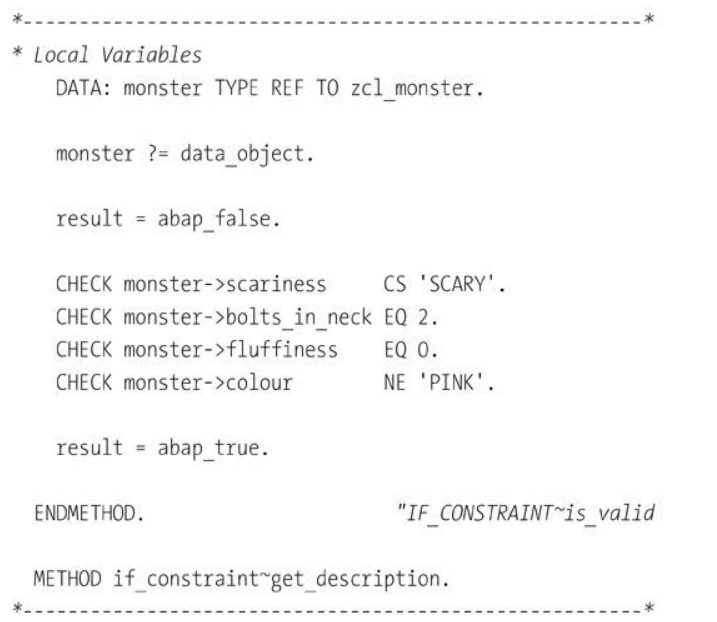 *-------------------------------------------------------*
* Local Variables
DATA: monster TYPE REF TO zcl_monster.
monster ?= data_object.
result = abap_false.
CHECK monster->scariness CS 'SCARY'.
CHECK monster->bolts_in_neck EQ 2.
CHECK monster->fluffiness EQ 0.
CHECK monster->colour NE 'PINK'.
result = abap_true.
ENDMETHOD. "IF_CONSTRAINT~is_valid
METHOD if_constraint~get_description.
*-------------------------------------------------------*